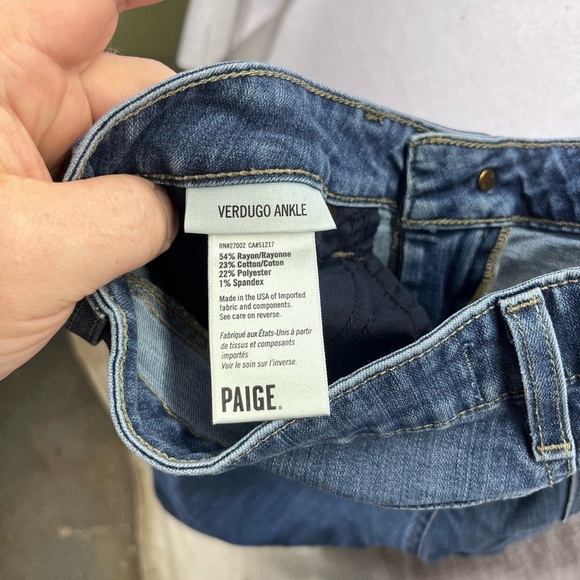 VERDUGO ANKLE
RN#27002 CA#51217
54% Rayon/Rayonne
23% Cotton/Coton
22% Polyester
1% Spandex
Made in the USA of Imported
fabric and components.
See care on reverse.
Fabriqué aux États-Unis à partir
de tissus et composants
importés
Voir le soin sur l'inverse.
PAIGE.